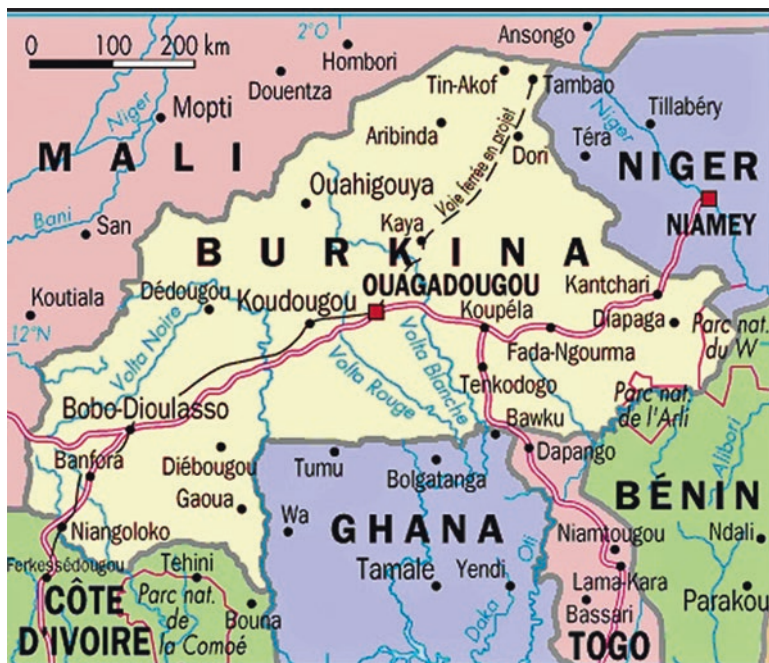 0 100 200 km
2°O
Ansongo
Hombori
Douentza
Tin-Akof
Tambao
Niger
Mopti
Aribinda
Voie ferrée en projet
Dori
Tillabéry
Téra
Niger
MALI
NIGER
Ouahigouya
NIAMEY
Bani
San
Kaya
BURKINA
OUAGADOUGOU
Kantchari
Koutiala
Dédougou
Koudougou
Koupéla
Diapaga
12°N
Parc nat.
du W
Volta Noire
Volta Rouge
Volta Blanche
Fada-Ngourma
Tenkodogo
Parc nat.
de l'Arli
Bobo-Dioulasso
Bawku
Alibori
Banfora
Diébougou
Tumu
Bolgatanga
Dapango
BÉNIN
Gaoua
Wa
GHANA
Oti
Niangoloko
Niamtougou
Ndali
Ferkessédougou
Tehini
Tamale
Yendi
Lama-Kara
CÔTE
D'IVOIRE
Parc nat.
de
la Comoé
Bouna
Daka
Bassari
Parakou
TOGO